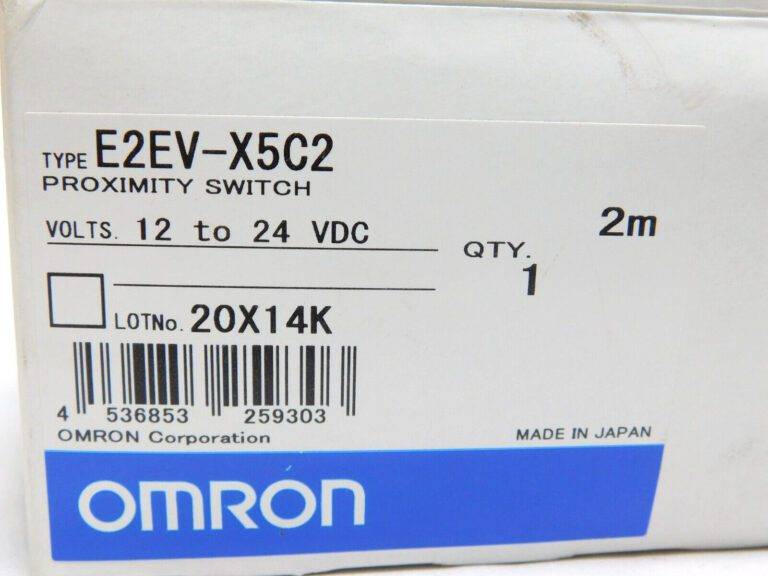 TYPE E2EV-X5C2
PROXIMITY SWITCH
VOLTS. 12 to 24 VDC
2m
QTY. 1
LOTNo. 20X14K
4 536853 259303
OMRON Corporation
MADE IN JAPAN
OMRON